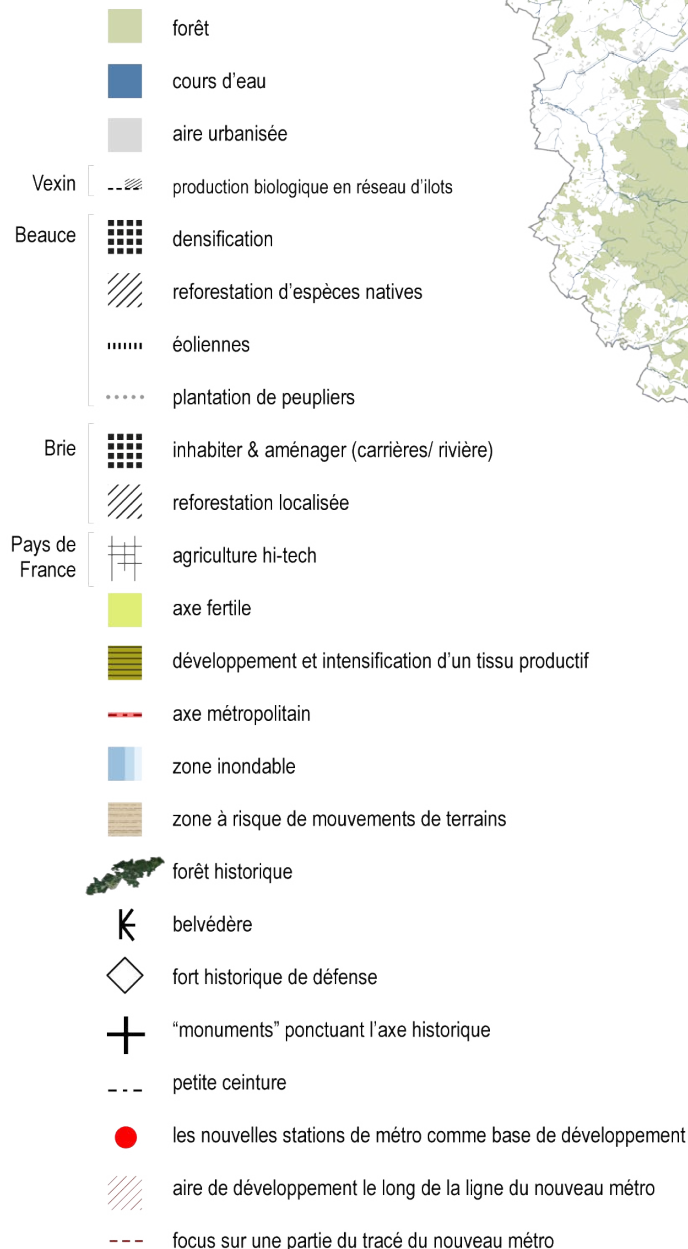 forêt
cours d'eau
aire urbanisée
Vexin
production biologique en réseau d'ilots
Beauce
densification
reforestation d'espèces natives
éoliennes
plantation de peupliers
Brie
inhabiter & aménager (carrières/ rivière)
reforestation localisée
Pays de
France
agriculture hi-tech
axe fertile
développement et intensification d'un tissu productif
axe métropolitain
zone inondable
zone à risque de mouvements de terrains
forêt historique
belvédère
fort historique de défense
“monuments” ponctuant l'axe historique
petite ceinture
les nouvelles stations de métro comme base de développement
aire de développement le long de la ligne du nouveau métro
focus sur une partie du tracé du nouveau métro